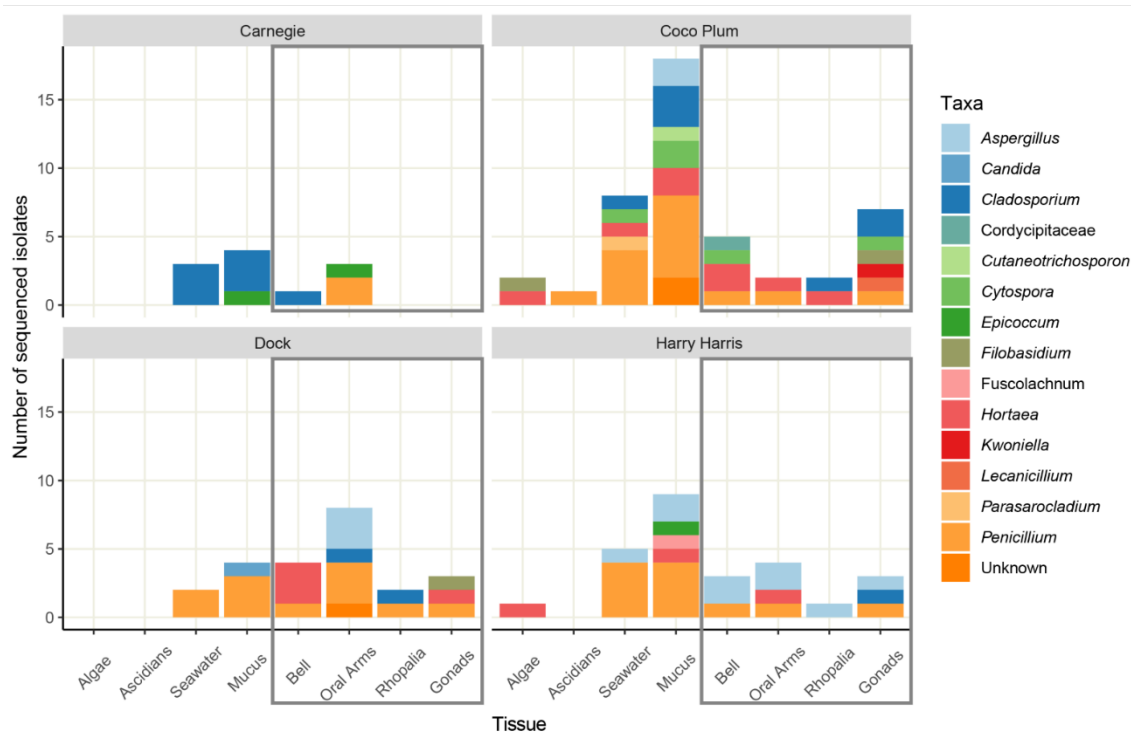 Carnegie
Coco Plum
15
10
5
0
Dock
Harry Harris
15
10
5
0
Number of sequenced isolates
Algae
Ascidians
Seawater
Mucus
Bell
Oral Arms
Rhopalia
Gonads
Algae
Ascidians
Seawater
Mucus
Bell
Oral Arms
Rhopalia
Gonads
Tissue
Taxa
Aspergillus
Candida
Cladosporium
Cordycipitaceae
Cutaneotrichosporon
Cytospora
Epicoccum
Filobasidium
Fuscolachnum
Hortaea
Kwoniella
Lecanicillium
Parasarocladium
Penicillium
Unknown